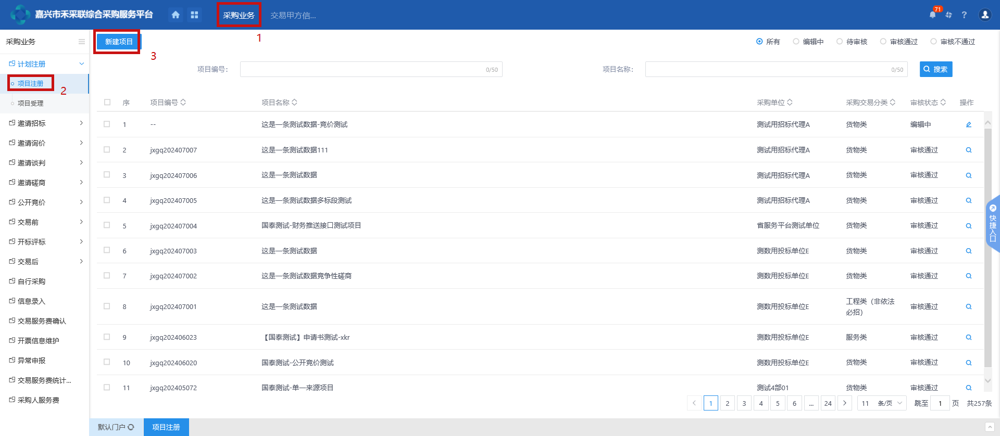 嘉兴市禾采联综合采购服务平台
采购业务
交易甲方信...
71
1
采购业务
新建项目
3
所有
编辑中
待审核
审核通过
审核不通过
计划注册
项目注册
2
项目受理
邀请招标
邀请询价
邀请谈判
邀请磋商
公开竞价
交易前
开标评标
交易后
自行采购
信息录入
交易服务费确认
开票信息维护
异常申报
交易服务费统计...
采购人服务费
项目编号：
0/50
项目名称：
0/50
搜索
序 项目编号 项目名称 采购单位 采购交易分类 审核状态 操作
1 -- 这是一条测试数据-竞价测试 测试用招标代理A 货物类 编辑中
2 jxgq202407007 这是一条测试数据111 测试用招标代理A 货物类 审核通过
3 jxgq202407006 这是一条测试数据 测试用招标代理A 货物类 审核通过
4 jxgq202407005 这是一条测试数据多标段测试 测试用招标代理A 货物类 审核通过
5 jxgq202407004 国泰测试-财务推送接口测试项目 省服务平台测试单位 货物类 审核通过
6 jxgq202407003 这是一条测试数据 测数用投标单位E 货物类 审核通过
7 jxgq202407002 这是一条测试数据竞争性磋商 测数用投标单位E 货物类 审核通过
8 jxgq202407001 这是一条测试数据 测数用投标单位E 工程类（非依法必招） 审核通过
9 jxgq202406023 【国泰测试】申请书测试-xkr 测数用投标单位E 服务类 审核通过
10 jxgq202406020 国泰测试-公开竞价测试 测数用投标单位E 货物类 审核通过
11 jxgq202405072 国泰测试-单一来源项目 测试4部01 货物类 审核通过
快捷入口
1 2 3 4 5 6 ... 24 11 条/页 跳至 1 页 共257条
默认门户
项目注册